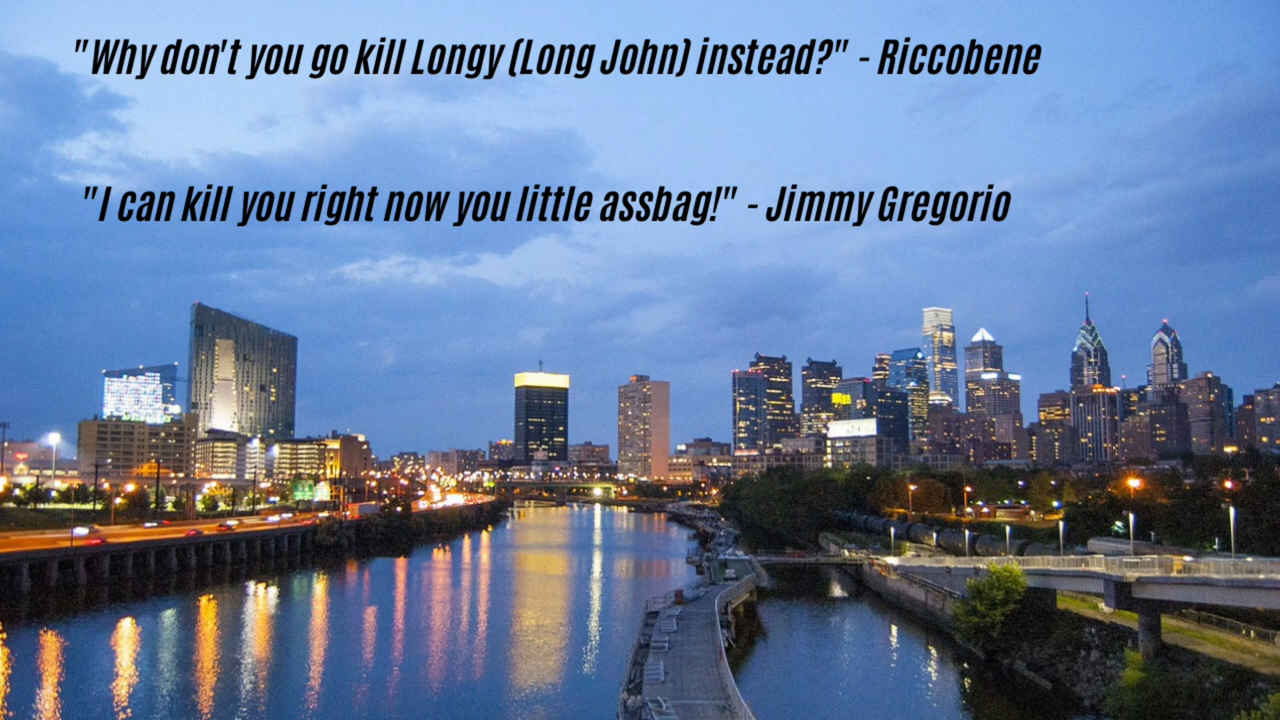 "Why don't you go kill Longy (Long John) instead?" - Riccobene
"I can kill you right now you little assbag!" - Jimmy Gregorio